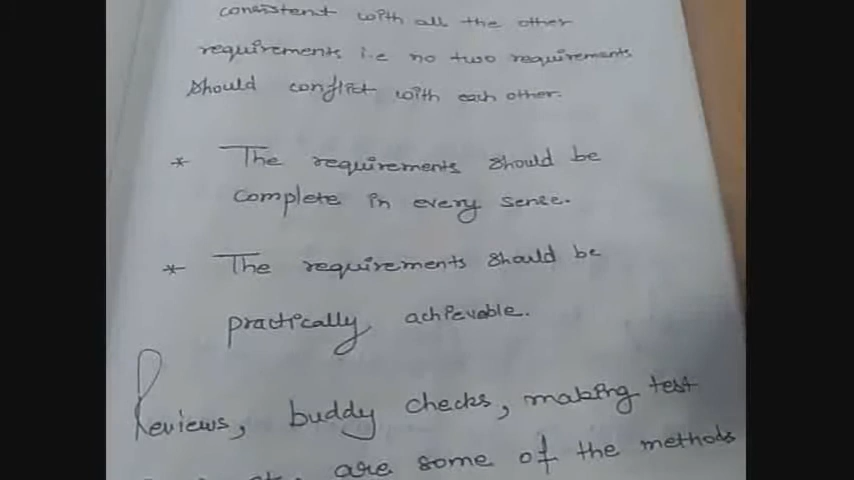 consistent with all the other
requirements i.e no two requirements
should conflict with each other.
* The requirements should be
complete in every sense.
* The requirements should be
practically achievable.
Reviews, buddy checks, making test
are some of the methods